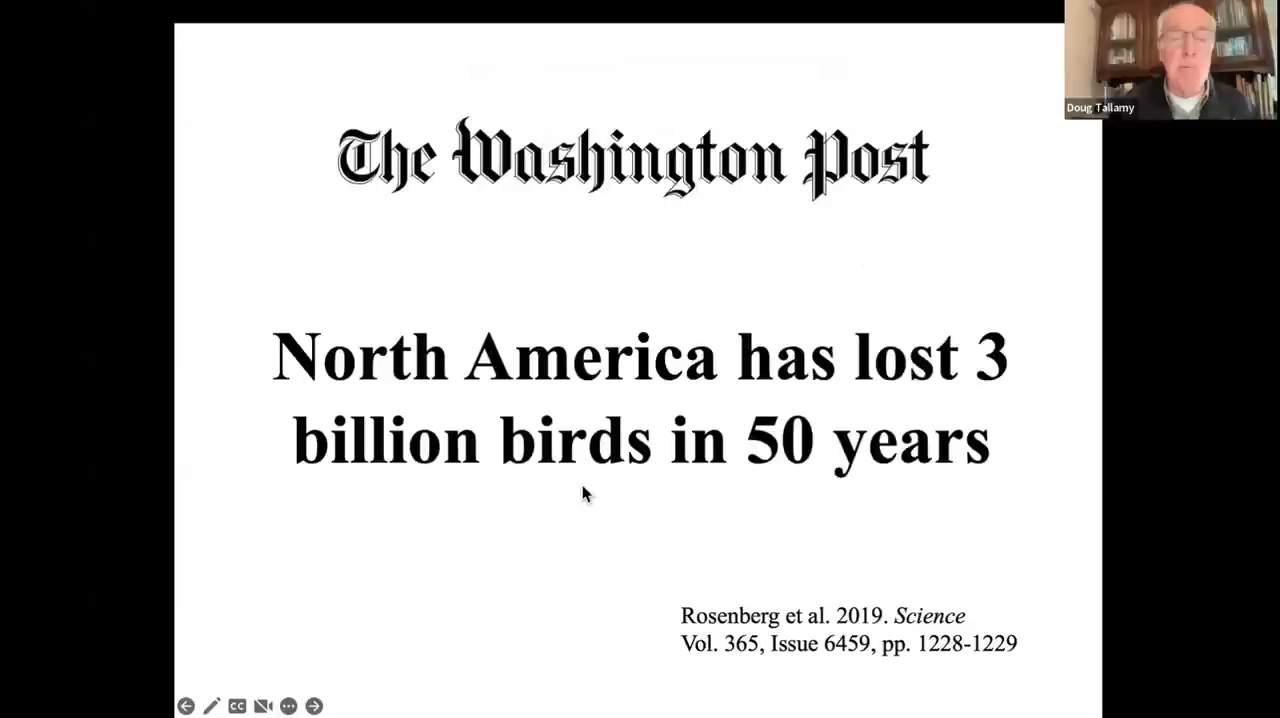 The Washington Post
North America has lost 3
billion birds in 50 years
Rosenberg et al. 2019. Science
Vol. 365, Issue 6459, pp. 1228-1229
Doug Tallamy
CC